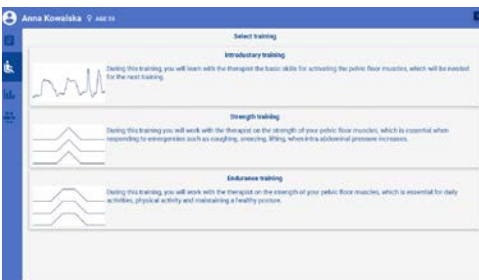 Anna Kowalska AGE 59
Select training
Introductory training
During this training, you will learn with the therapist the basic skills for activating the pelvic floor muscles, which will be needed
for the next training.
Strength training
During this training you will work with the therapist on the strength of your pelvic floor muscles, which is essential when
responding to emergencies such as coughing, sneezing, lifting, when intra abdominal pressure increases.
Endurance training
During this training, you will work with the therapist on the strength of your pelvic floor muscles, which is essential for daily
activities, physical activity and maintaining a healthy posture.